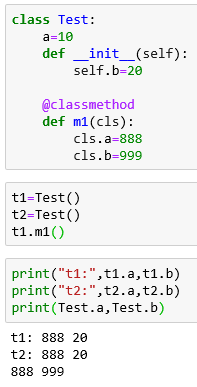 class Test:
    a=10
    def __init__(self):
        self.b=20

    @classmethod
    def m1(cls):
        cls.a=888
        cls.b=999

t1=Test()
t2=Test()
t1.m1()

print("t1:",t1.a,t1.b)
print("t2:",t2.a,t2.b)
print(Test.a,Test.b)

t1: 888 20
t2: 888 20
888 999